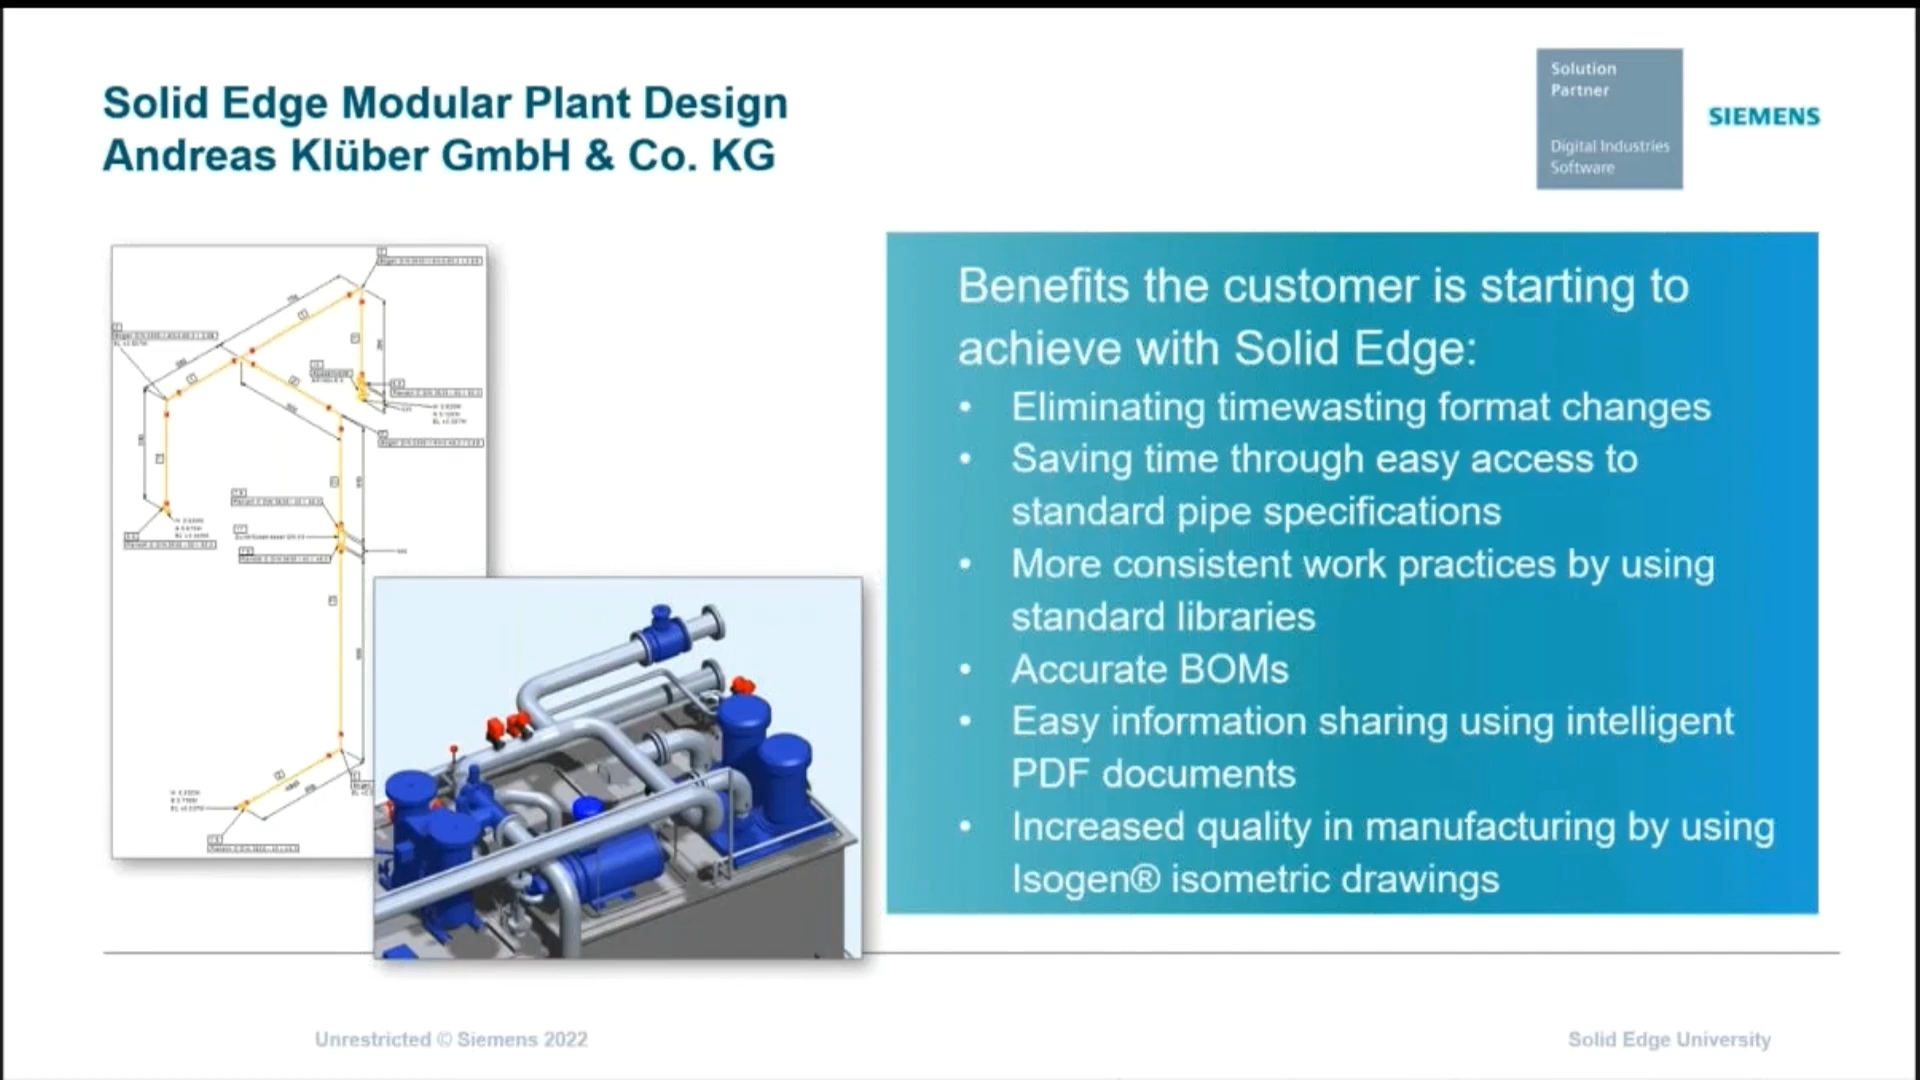 Solid Edge Modular Plant Design
Andreas Klüber GmbH & Co. KG
Solution
Partner
Digital Industries
Software
SIEMENS
Benefits the customer is starting to
achieve with Solid Edge:
• Eliminating timewasting format changes
• Saving time through easy access to
standard pipe specifications
• More consistent work practices by using
standard libraries
• Accurate BOMs
• Easy information sharing using intelligent
PDF documents
• Increased quality in manufacturing by using
Isogen® isometric drawings
Unrestricted © Siemens 2022
Solid Edge University